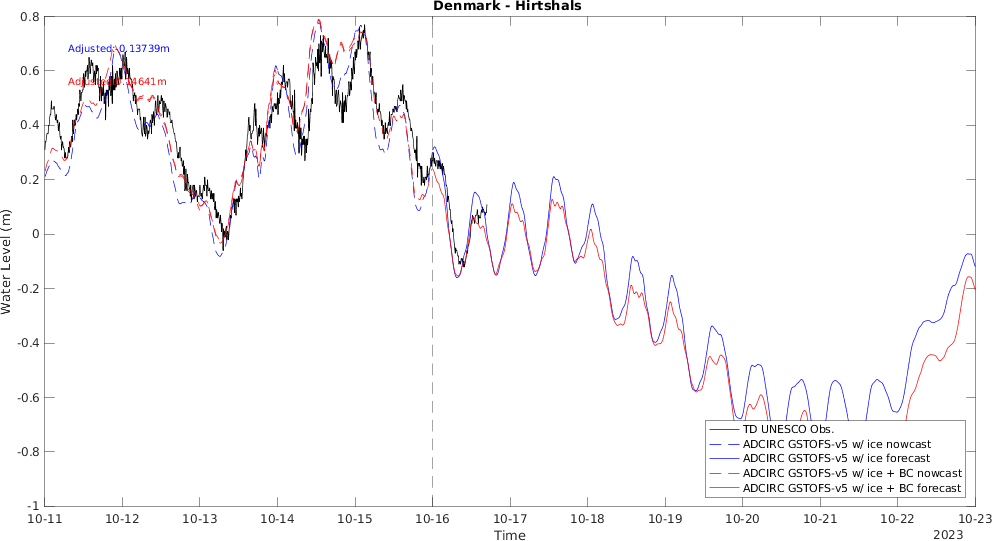 Denmark - Hirtshals
Adjusted: 0.13739m
Adjusted: 0.14641m
0.8
0.6
0.4
0.2
0
-0.2
-0.4
-0.6
-0.8
-1
Water Level (m)
TD UNESCO Obs.
ADCIRC GSTOFS-v5 w/ ice nowcast
ADCIRC GSTOFS-v5 w/ ice forecast
ADCIRC GSTOFS-v5 w/ ice + BC nowcast
ADCIRC GSTOFS-v5 w/ ice + BC forecast
10-11 10-12 10-13 10-14 10-15 10-16 10-17 10-18 10-19 10-20 10-21 10-22 10-23
Time
2023